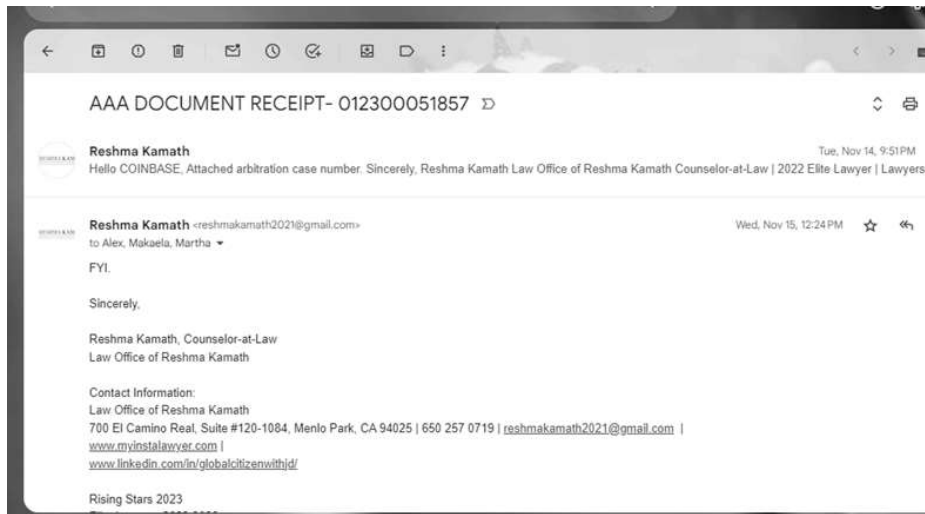 AAA DOCUMENT RECEIPT- 012300051857
Reshma Kamath
Tue, Nov 14, 9:51 PM
Hello COINBASE, Attached arbitration case number. Sincerely, Reshma Kamath Law Office of Reshma Kamath Counselor-at-Law | 2022 Elite Lawyer | Lawyers
Reshma Kamath <reshmakamath2021@gmail.com>
Wed, Nov 15, 12:24 PM
to Alex, Makaela, Martha
FYI.
Sincerely,
Reshma Kamath, Counselor-at-Law
Law Office of Reshma Kamath
Contact Information:
Law Office of Reshma Kamath
700 El Camino Real, Suite #120-1084, Menlo Park, CA 94025 | 650 257 0719 | reshmakamath2021@gmail.com |
www.myinstalawyer.com |
www.linkedin.com/in/globalcitizenwithjd/
Rising Stars 2023